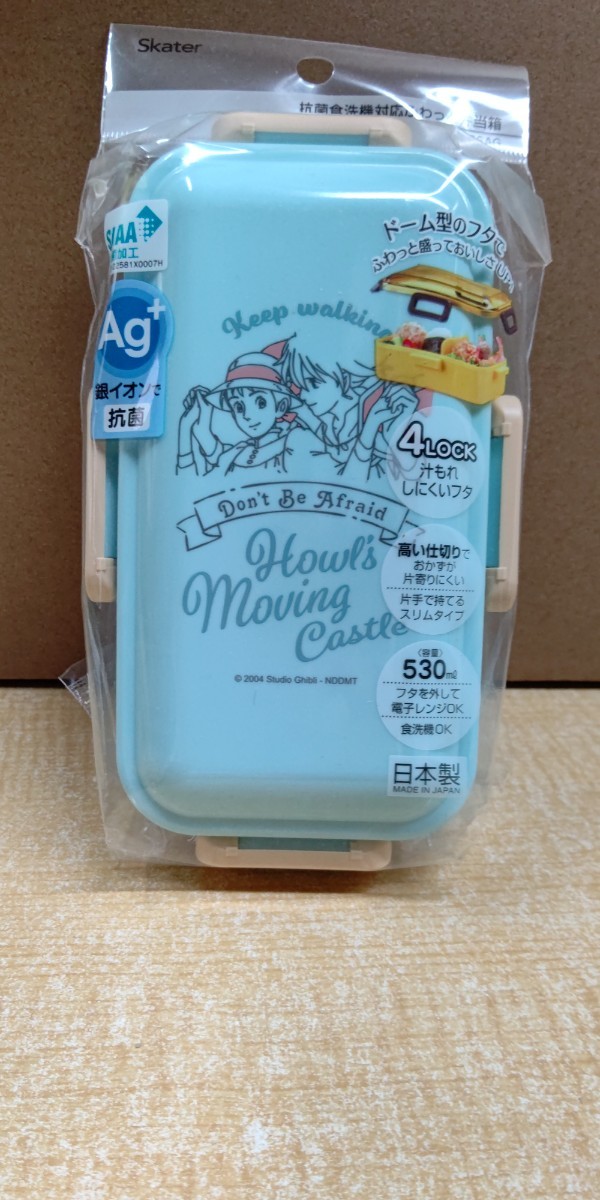 Skater
抗菌食洗機対応ふわっ
当箱
SIAA
加工
2581X0007H
Ag+
銀イオンで
抗菌
ドーム型のフタで
ふわっと盛っておいしさUP!
Keep walking
4LOCK
汁もれ
しにくいフタ
Don't Be Afraid
高い仕切りで
おかずが
片寄りにくい
片手で持てる
スリムタイプ
Howl's
Moving
Castle
© 2004 Studio Ghibli - NDDMT
〈容量〉
530㎖
フタを外して
電子レンジOK
食洗機OK
日本製
MADE IN JAPAN